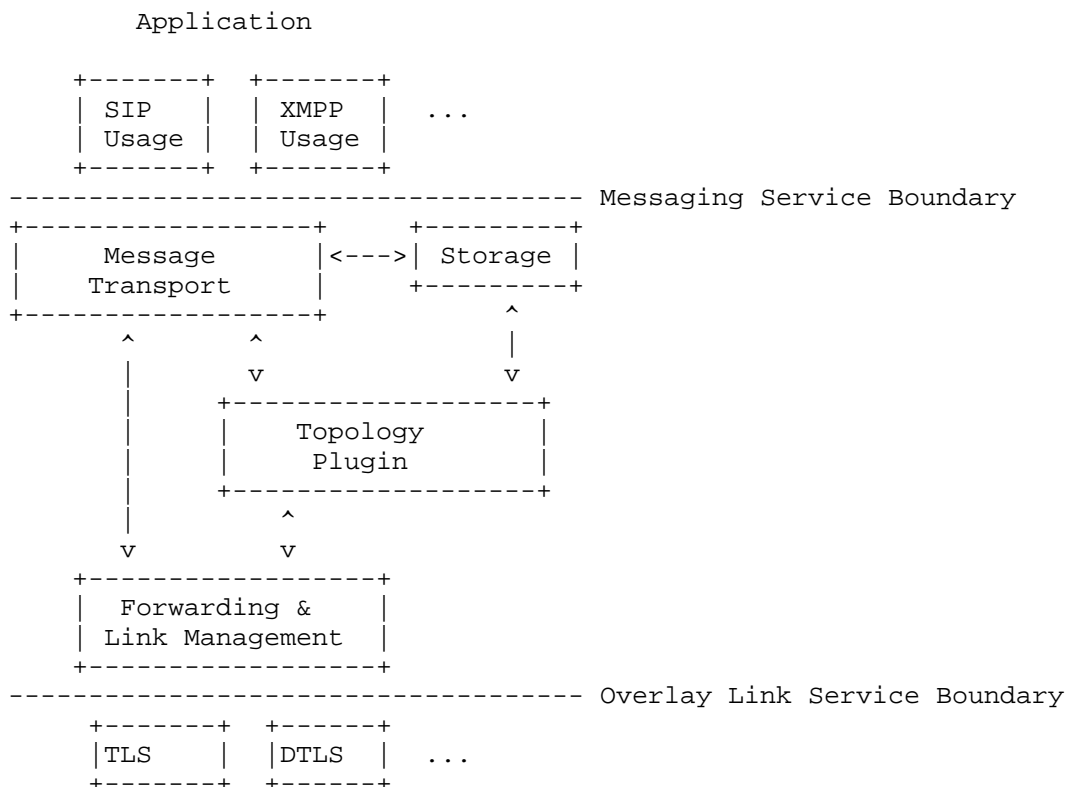 Application
SIP XMPP ...
Usage Usage
Messaging Service Boundary
Message <---> Storage
Transport
Topology
Plugin
Forwarding &
Link Management
Overlay Link Service Boundary
TLS DTLS ...